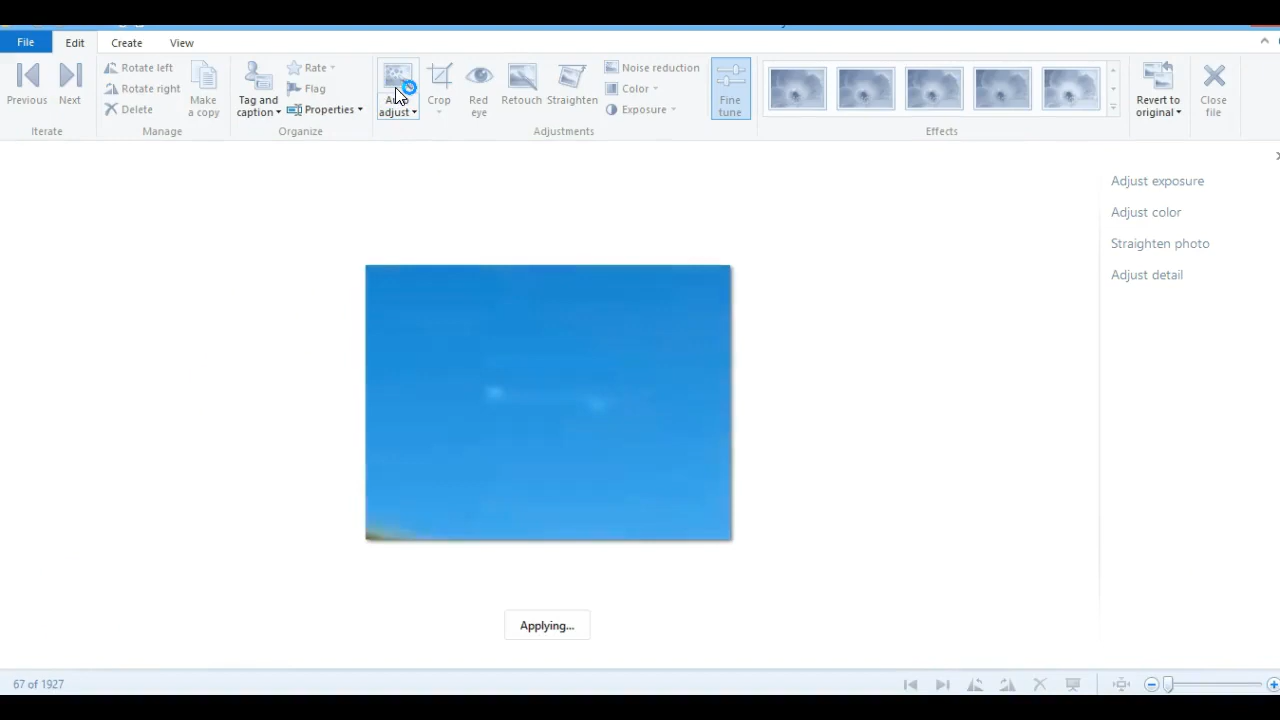 File Edit Create View
Rotate left Rate Noise reduction
Rotate right Flag Color
Delete Properties Exposure
Previous Next Make a copy Tag and caption Auto adjust Crop Red eye Retouch Straighten Fine tune Revert to original Close file
Iterate Manage Organize Adjustments Effects
Adjust exposure
Adjust color
Straighten photo
Adjust detail
Applying...
67 of 1927